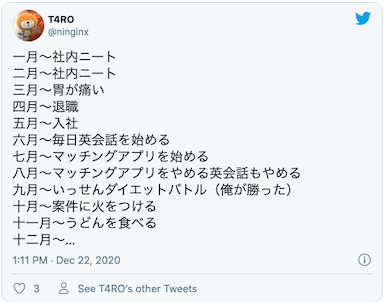 T4RO
@ninginx
一月〜社内ニート
二月〜社内ニート
三月〜胃が痛い
四月〜退職
五月〜入社
六月〜毎日英会話を始める
七月〜マッチングアプリを始める
八月〜マッチングアプリをやめる英会話もやめる
九月〜いっせんダイエットバトル（俺が勝った）
十月〜案件に火をつける
十一月〜うどんを食べる
十二月〜...
1:11 PM · Dec 22, 2020
3 See T4RO's other Tweets